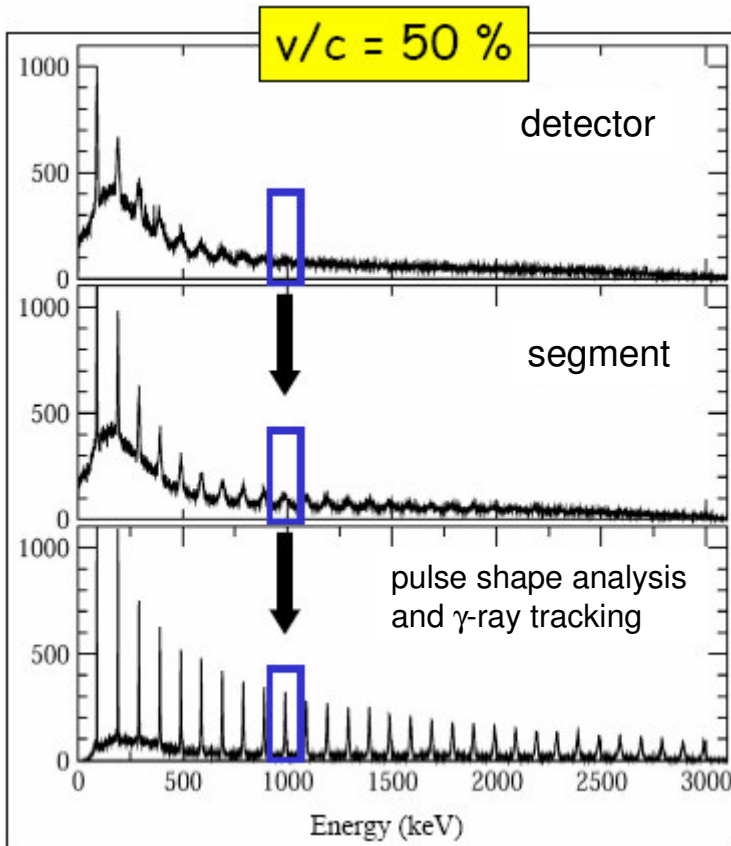 v/c = 50 %
1000
detector
500
0
1000
segment
500
0
1000
pulse shape analysis
and γ-ray tracking
500
0
0 500 1000 1500 2000 2500 3000
Energy (keV)